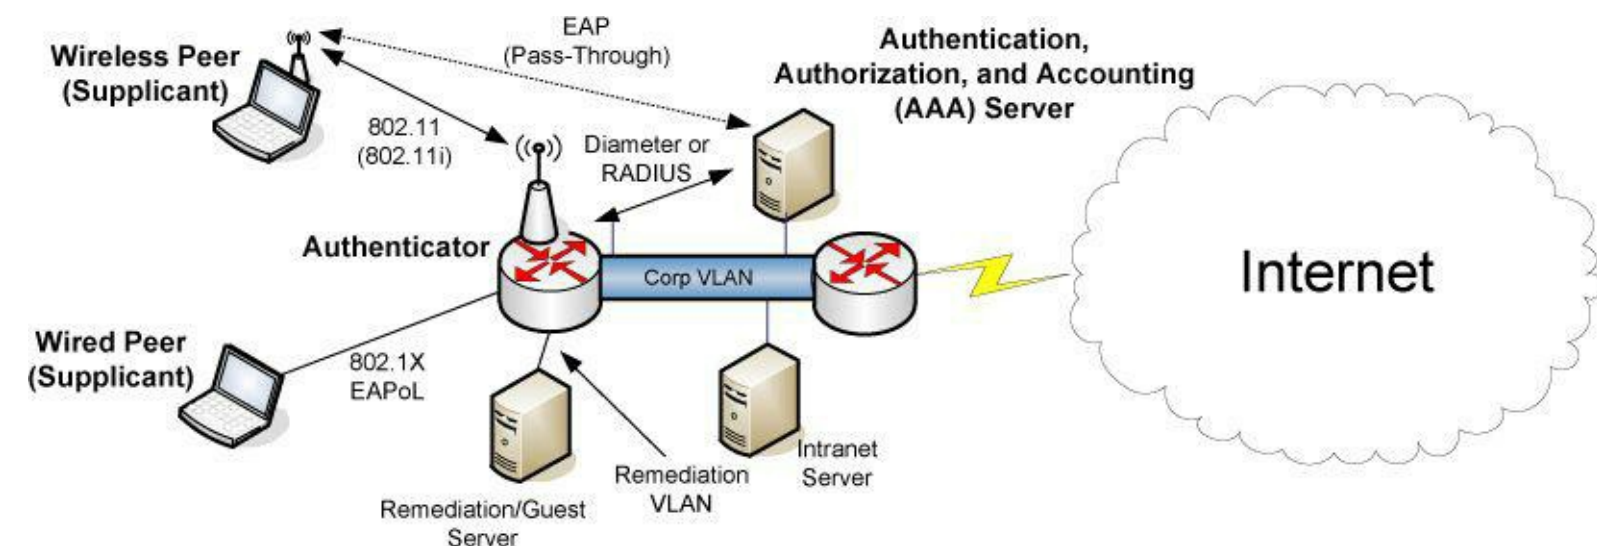 EAP
(Pass-Through)
Wireless Peer
(Supplicant)
Authentication,
Authorization, and Accounting
(AAA) Server
802.11
(802.11i)
Diameter or
RADIUS
Authenticator
Corp VLAN
Internet
Wired Peer
(Supplicant)
802.1X
EAPoL
Intranet
Server
Remediation
VLAN
Remediation/Guest
Server